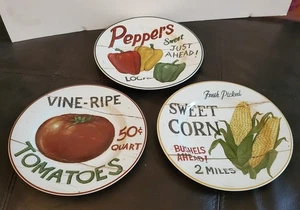 Peppers
Sweet
JUST
AHEAD!
LOCAL
VINE-RIPE
50¢
QUART
TOMATOES
Fresh Picked
SWEET
CORN
BUSHELS
AHEAD!
2 MILES